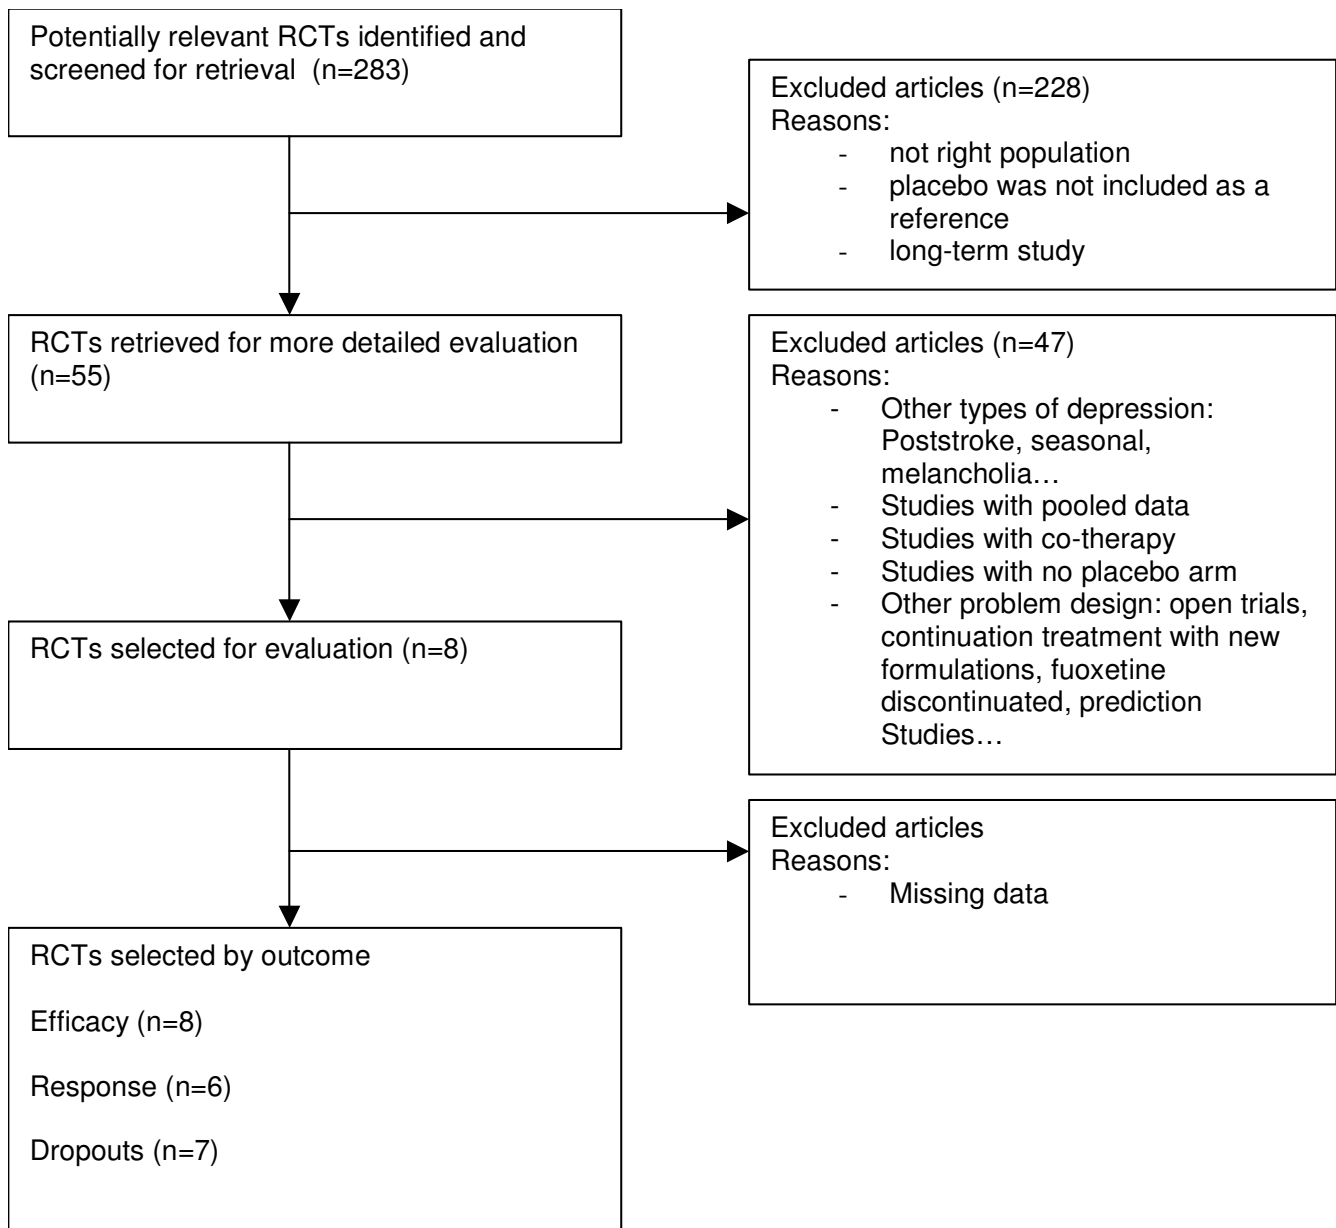 Potentially relevant RCTs identified and
screened for retrieval (n=283)
Excluded articles (n=228)
Reasons:
- not right population
- placebo was not included as a
reference
- long-term study
RCTs retrieved for more detailed evaluation
(n=55)
Excluded articles (n=47)
Reasons:
- Other types of depression:
Poststroke, seasonal,
melancholia…
- Studies with pooled data
- Studies with co-therapy
- Studies with no placebo arm
- Other problem design: open trials,
continuation treatment with new
formulations, fuoxetine
discontinuated, prediction
Studies…
RCTs selected for evaluation (n=8)
Excluded articles
Reasons:
- Missing data
RCTs selected by outcome
Efficacy (n=8)
Response (n=6)
Dropouts (n=7)